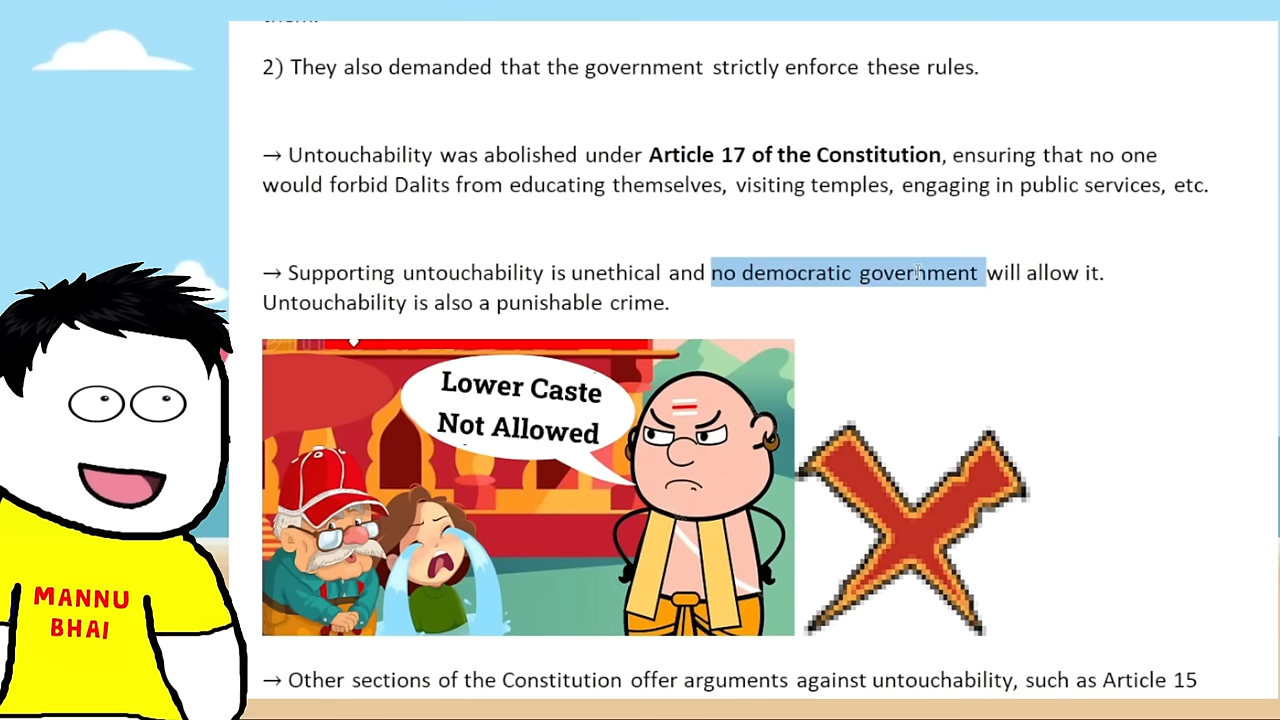 2) They also demanded that the government strictly enforce these rules.
→ Untouchability was abolished under Article 17 of the Constitution, ensuring that no one
would forbid Dalits from educating themselves, visiting temples, engaging in public services, etc.
→ Supporting untouchability is unethical and no democratic government will allow it.
Untouchability is also a punishable crime.
Lower Caste
Not Allowed
MANNU
BHAI
→ Other sections of the Constitution offer arguments against untouchability, such as Article 15